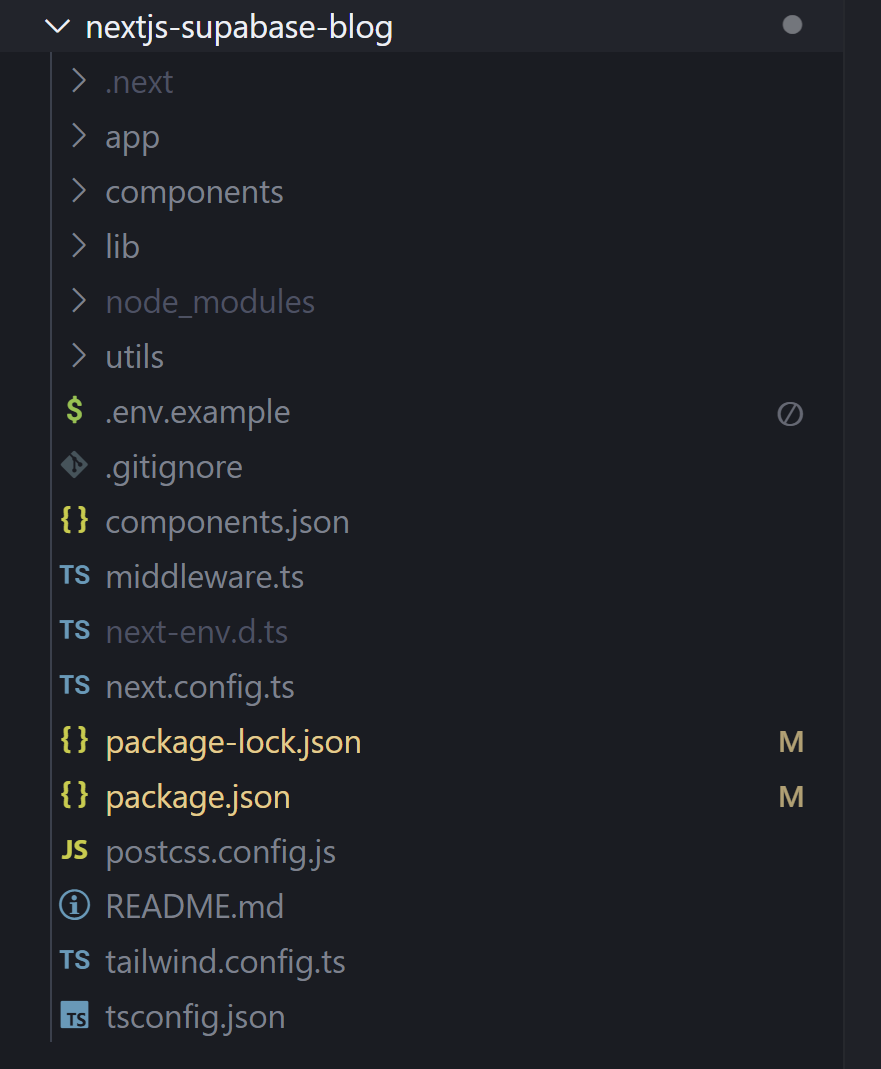 nextjs-supabase-blog
.next
app
components
lib
node_modules
utils
$ .env.example
.gitignore
{ } components.json
TS middleware.ts
TS next-env.d.ts
TS next.config.ts
{ } package-lock.json M
{ } package.json M
JS postcss.config.js
README.md
TS tailwind.config.ts
TS tsconfig.json